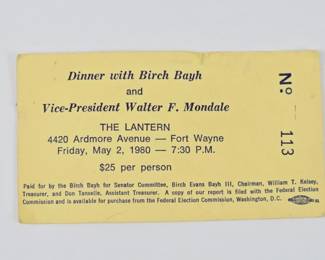 Dinner with Birch Bayh
and
Vice-President Walter F. Mondale
THE LANTERN
4420 Ardmore Avenue — Fort Wayne
Friday, May 2, 1980 — 7:30 P.M.
$25 per person
Paid for by the Birch Bayh for Senator Committee, Birch Evans Bayh III, Chairman, William T. Kelsey,
Treasurer, and Don Tanselle, Assistant Treasurer. A copy of our report is filed with the Federal Election
Commission and is available for purchase from the Federal Election Commission, Washington, D.C.
No 113